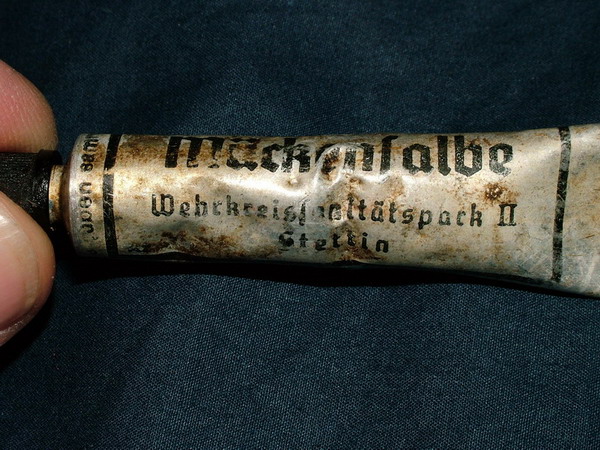 Mückensalbe
Wehrkreissanitätspark II
Stettin